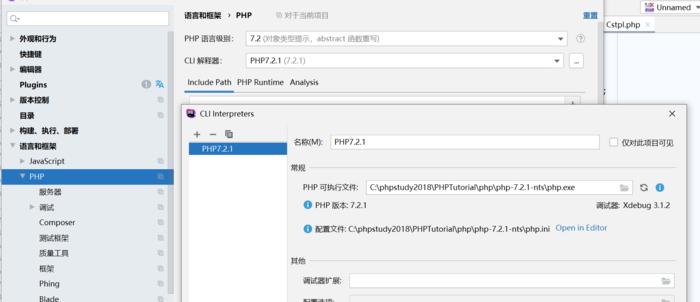 语言和框架 > PHP 对于当前项目 重置
Unnamed
Cstpl.php
外观和行为
快捷键
编辑器
Plugins 1
版本控制
目录
构建、执行、部署
语言和框架
JavaScript
PHP
服务器
调试
Composer
测试框架
质量工具
框架
Phing
Blade
PHP 语言级别: 7.2 (对象类型提示、abstract 函数重写)
CLI 解释器: PHP7.2.1 (7.2.1) ...
Include Path PHP Runtime Analysis
CLI Interpreters
PHP7.2.1
名称(M): PHP7.2.1 仅对此项目可见
常规
PHP 可执行文件: C:\phpstudy2018\PHPTutorial\php\php-7.2.1-nts\php.exe
PHP 版本: 7.2.1 调试器: Xdebug 3.1.2
配置文件: C:\phpstudy2018\PHPTutorial\php\php-7.2.1-nts\php.ini Open in Editor
其他
调试器扩展:
配置选项: